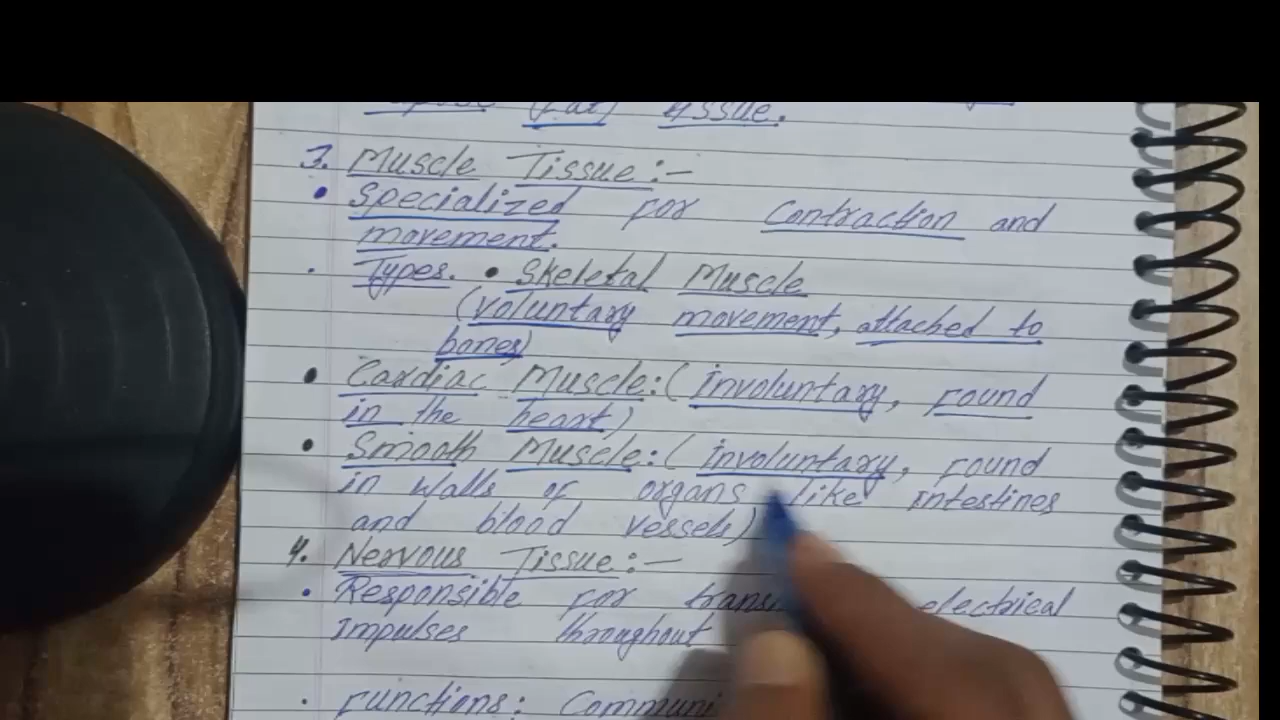 (Fat) tissue.
3. Muscle Tissue:-
• Specialized for Contraction and
movement.
• Types. • Skeletal Muscle
(voluntary movement, attached to
bones)
• Cardiac Muscle: (involuntary, found
in the heart)
• Smooth Muscle: (involuntary, found
in walls of organs like intestines
and blood vessels)
4. Nervous Tissue:-
• Responsible for electrical
impulses throughout
• Functions: